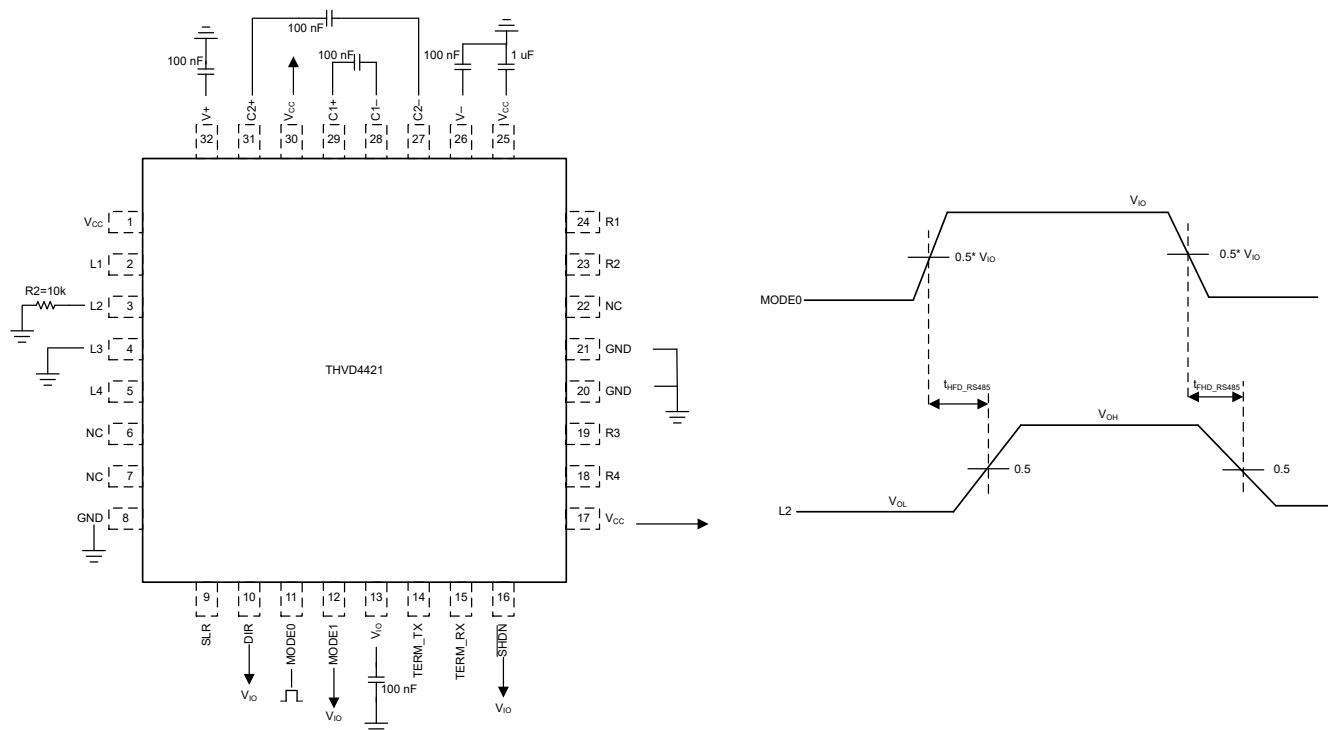 100 nF
100 nF
100 nF
100 nF
1 uF
V+
C2+
VCC
C1+
C1–
C2–
V–
VCC
32
31
30
29
28
27
26
25
VCC
1
24
R1
L1
2
23
R2
R2=10k
L2
3
22
NC
L3
4
21
GND
THVD4421
L4
5
20
GND
NC
6
19
R3
NC
7
18
R4
GND
8
17
VCC
9
10
11
12
13
14
15
16
SLR
DIR
MODE0
MODE1
VIO
TERM_TX
TERM_RX
SHDN
VIO
VIO
100 nF
VIO
VIO
0.5* VIO
0.5* VIO
MODE0
tHFD_RS485
tFHD_RS485
VOH
0.5
0.5
VOL
L2